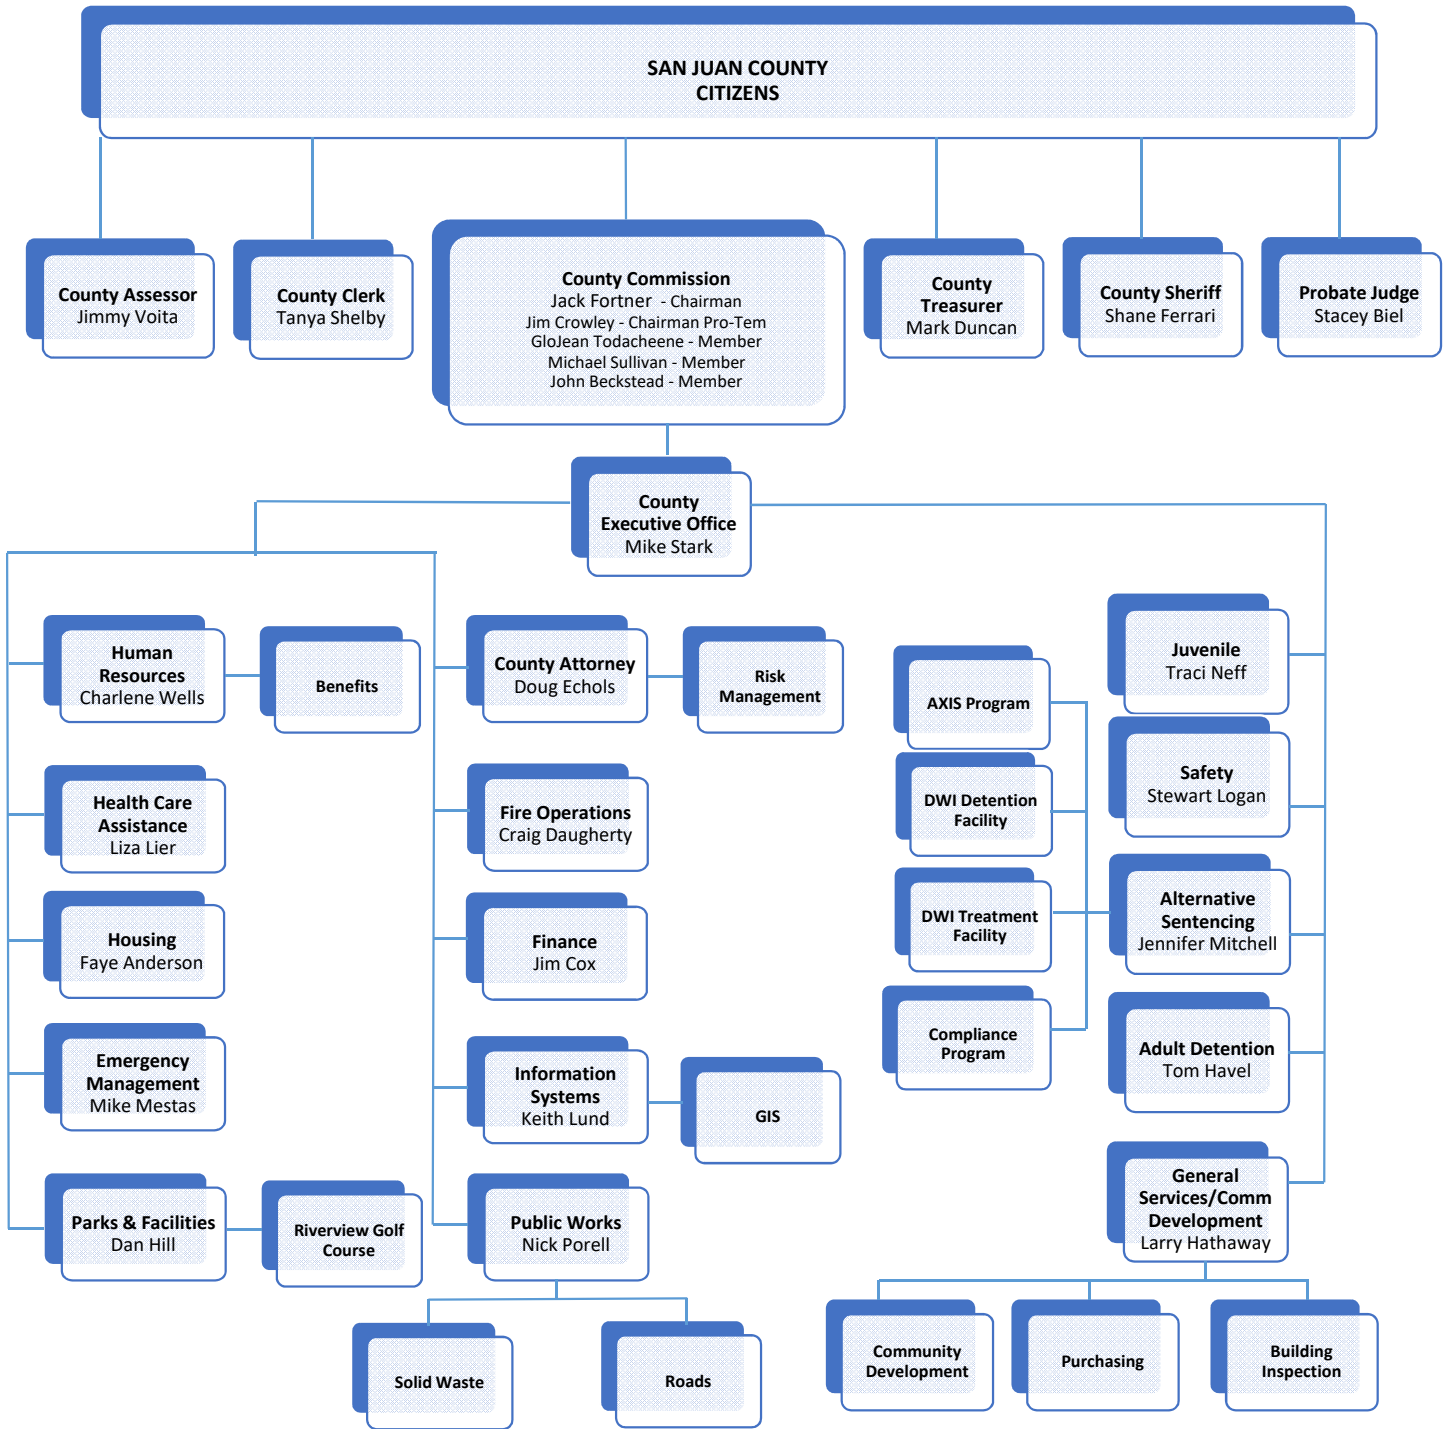 SAN JUAN COUNTY
CITIZENS
County Assessor
Jimmy Voita
County Clerk
Tanya Shelby
County Commission
Jack Fortner - Chairman
Jim Crowley - Chairman Pro-Tem
GloJean Todacheene - Member
Michael Sullivan - Member
John Beckstead - Member
County
Treasurer
Mark Duncan
County Sheriff
Shane Ferrari
Probate Judge
Stacey Biel
County
Executive Office
Mike Stark
Human
Resources
Charlene Wells
Benefits
County Attorney
Doug Echols
Risk
Management
AXIS Program
Juvenile
Traci Neff
Health Care
Assistance
Liza Lier
Fire Operations
Craig Daugherty
DWI Detention
Facility
Safety
Stewart Logan
Housing
Faye Anderson
Finance
Jim Cox
DWI Treatment
Facility
Alternative
Sentencing
Jennifer Mitchell
Emergency
Management
Mike Mestas
Information
Systems
Keith Lund
GIS
Compliance
Program
Adult Detention
Tom Havel
Parks & Facilities
Dan Hill
Riverview Golf
Course
Public Works
Nick Porell
General
Services/Comm
Development
Larry Hathaway
Solid Waste
Roads
Community
Development
Purchasing
Building
Inspection